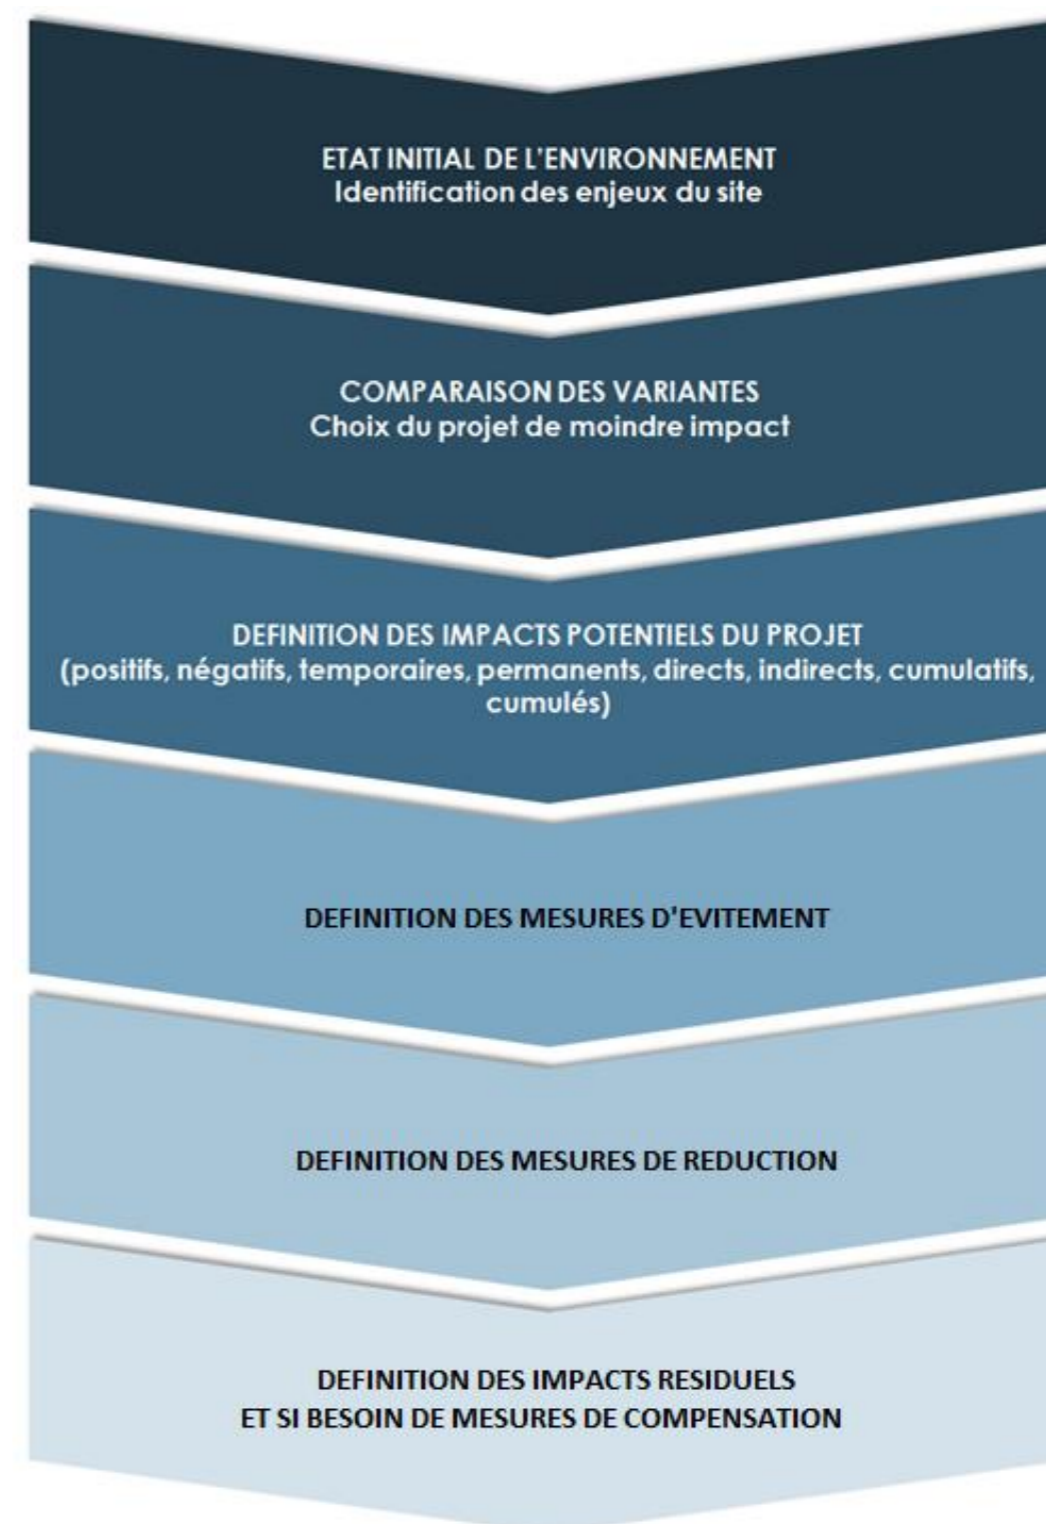 ETAT INITIAL DE L'ENVIRONNEMENT
Identification des enjeux du site
COMPARAISON DES VARIANTES
Choix du projet de moindre impact
DEFINITION DES IMPACTS POTENTIELS DU PROJET
(positifs, négatifs, temporaires, permanents, directs, indirects, cumulatifs,
cumulés)
DEFINITION DES MESURES D'EVITEMENT
DEFINITION DES MESURES DE REDUCTION
DEFINITION DES IMPACTS RESIDUELS
ET SI BESOIN DE MESURES DE COMPENSATION